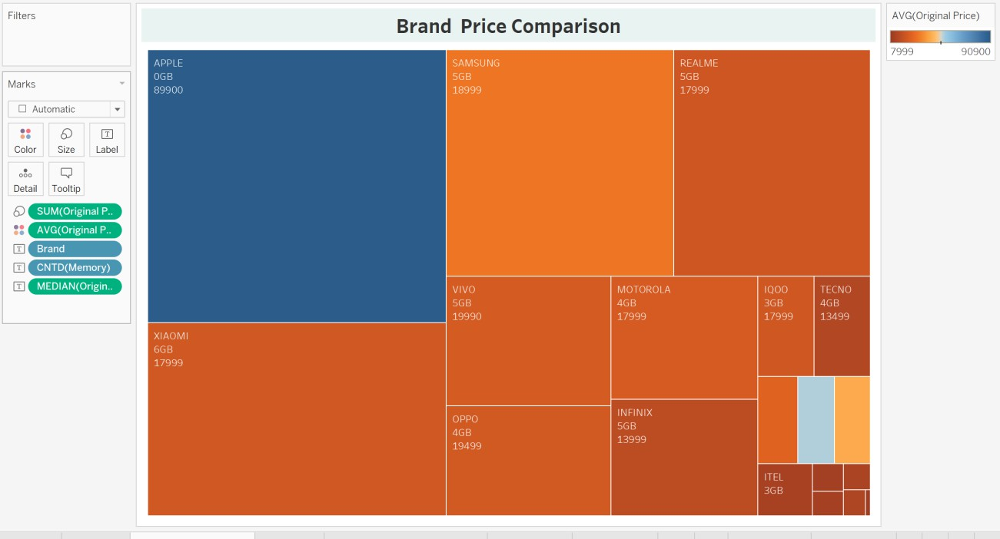 Filters
Marks
Automatic
Color
Size
Label
Detail
Tooltip
SUM(Original P..
AVG(Original P..
Brand
CNTD(Memory)
MEDIAN(Origin..
Brand  Price Comparison
APPLE
0GB
89900
SAMSUNG
5GB
18999
REALME
5GB
17999
XIAOMI
6GB
17999
VIVO
5GB
19990
OPPO
4GB
19499
MOTOROLA
4GB
17999
INFINIX
5GB
13999
IQOO
3GB
17999
TECNO
4GB
13499
ITEL
3GB
AVG(Original Price)
7999 90900